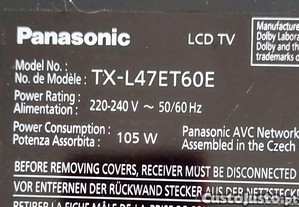 Panasonic
LCD TV
Manufacture
Dolby Labora
Dolby and
trademarks
Model No. :
No. de Modèle : TX-L47ET60E
Power Rating :
Alimentation : 220-240 V ~ 50/60 Hz
Power Consumption :
Potenza Assorbita : 105 W
Panasonic AVC Network
Assembled in the Czech
BEFORE REMOVING COVERS, RECEIVER MUST BE DISCONNECTED
VOR ENTFERNEN DER RÜCKWAND STECKER AUS DER NETZSTECKE
CustoJusto.pt